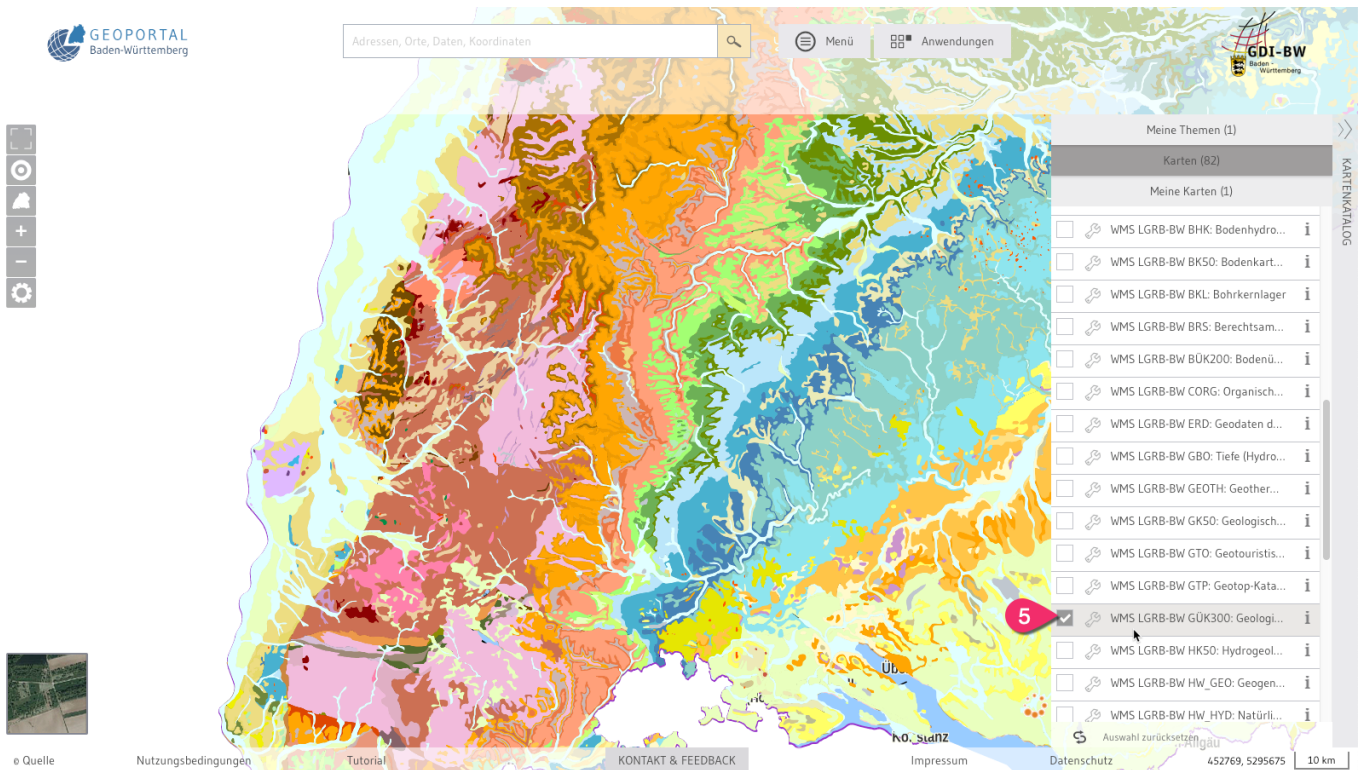 GEOPORTAL
Baden-Württemberg
Adressen, Orte, Daten, Koordinaten
Menü
Anwendungen
GDI-BW
Baden -
Württemberg
Meine Themen (1)
Karten (82)
Meine Karten (1)
KARTENKATALOG
WMS LGRB-BW BHK: Bodenhydro...
WMS LGRB-BW BK50: Bodenkart...
WMS LGRB-BW BKL: Bohrkernlager
WMS LGRB-BW BRS: Berechtsam...
WMS LGRB-BW BÜK200: Bodenü...
WMS LGRB-BW CORG: Organisch...
WMS LGRB-BW ERD: Geodaten d...
WMS LGRB-BW GBO: Tiefe (Hydro...
WMS LGRB-BW GEOTH: Geother...
WMS LGRB-BW GK50: Geologisch...
WMS LGRB-BW GTO: Geotouristis...
WMS LGRB-BW GTP: Geotop-Kata...
5
WMS LGRB-BW GÜK300: Geologi...
WMS LGRB-BW HK50: Hydrogeol...
WMS LGRB-BW HW_GEO: Geogen...
WMS LGRB-BW HW_HYD: Natürli...
Auswahl zurücksetzen
-Allgäu
© Quelle
Nutzungsbedingungen
Tutorial
KONTAKT & FEEDBACK
Impressum
Datenschutz
452769, 5295675
10 km